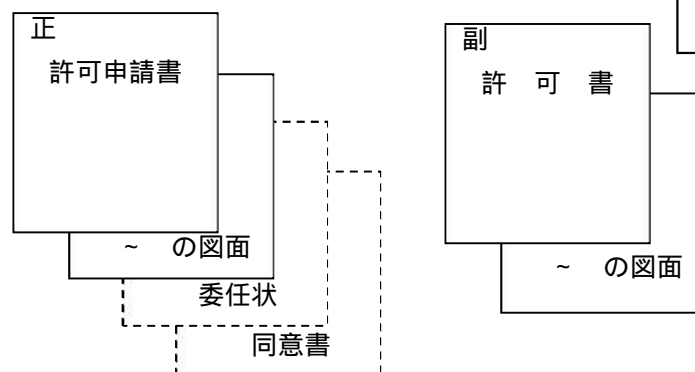 正
許可申請書
~ の図面
委任状
同意書
副
許 可 書
~ の図面